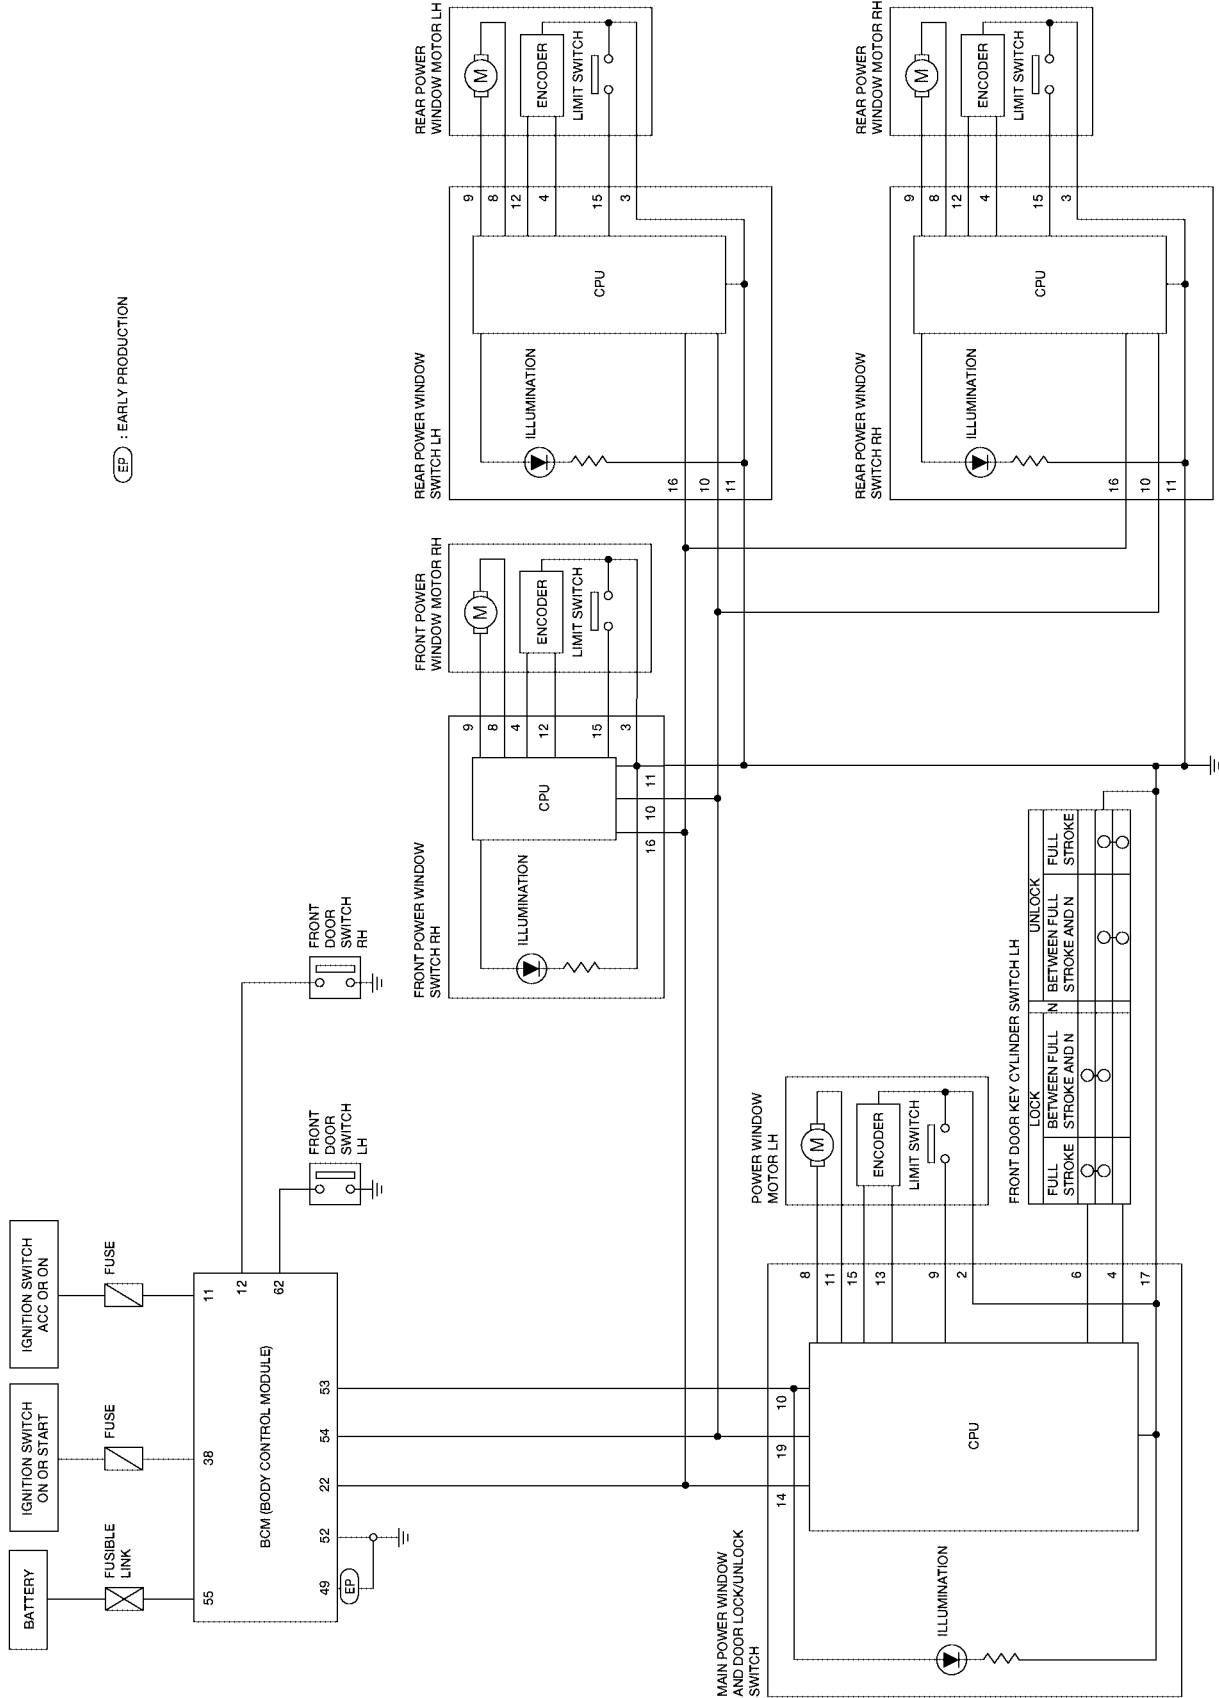 BATTERY
FUSIBLE
LINK
55
IGNITION SWITCH
ON OR START
FUSE
38
IGNITION SWITCH
ACC OR ON
FUSE
11
BCM (BODY CONTROL MODULE)
12
62
49
52
22
54
53
EP
FRONT
DOOR
SWITCH
LH
FRONT
DOOR
SWITCH
RH
EP : EARLY PRODUCTION
FRONT POWER WINDOW
SWITCH RH
ILLUMINATION
CPU
9
8
4
12
15
3
16
10
11
FRONT POWER
WINDOW MOTOR RH
M
ENCODER
LIMIT SWITCH
REAR POWER WINDOW
SWITCH LH
ILLUMINATION
CPU
9
8
12
4
15
3
16
10
11
REAR POWER
WINDOW MOTOR LH
M
ENCODER
LIMIT SWITCH
MAIN POWER WINDOW
AND DOOR LOCK/UNLOCK
SWITCH
ILLUMINATION
14
19
10
CPU
8
11
15
13
9
2
6
4
17
POWER WINDOW
MOTOR LH
M
ENCODER
LIMIT SWITCH
FRONT DOOR KEY CYLINDER SWITCH LH
LOCK
N
UNLOCK
FULL
STROKE
BETWEEN FULL
STROKE AND N
BETWEEN FULL
STROKE AND N
FULL
STROKE
REAR POWER WINDOW
SWITCH RH
ILLUMINATION
CPU
9
8
12
4
15
3
16
10
11
REAR POWER
WINDOW MOTOR RH
M
ENCODER
LIMIT SWITCH